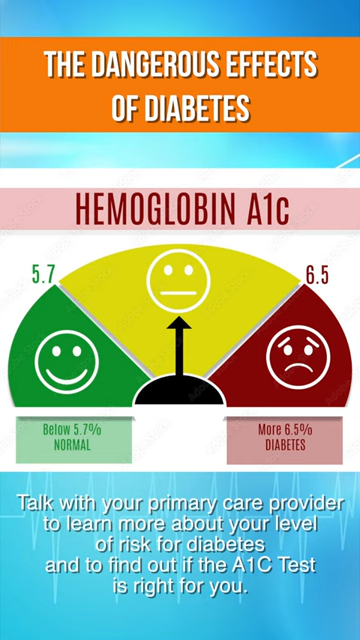 THE DANGEROUS EFFECTS
OF DIABETES
HEMOGLOBIN A1c
5.7
6.5
Below 5.7%
NORMAL
More 6.5%
DIABETES
Talk with your primary care provider
to learn more about your level
of risk for diabetes
and to find out if the A1C Test
is right for you.